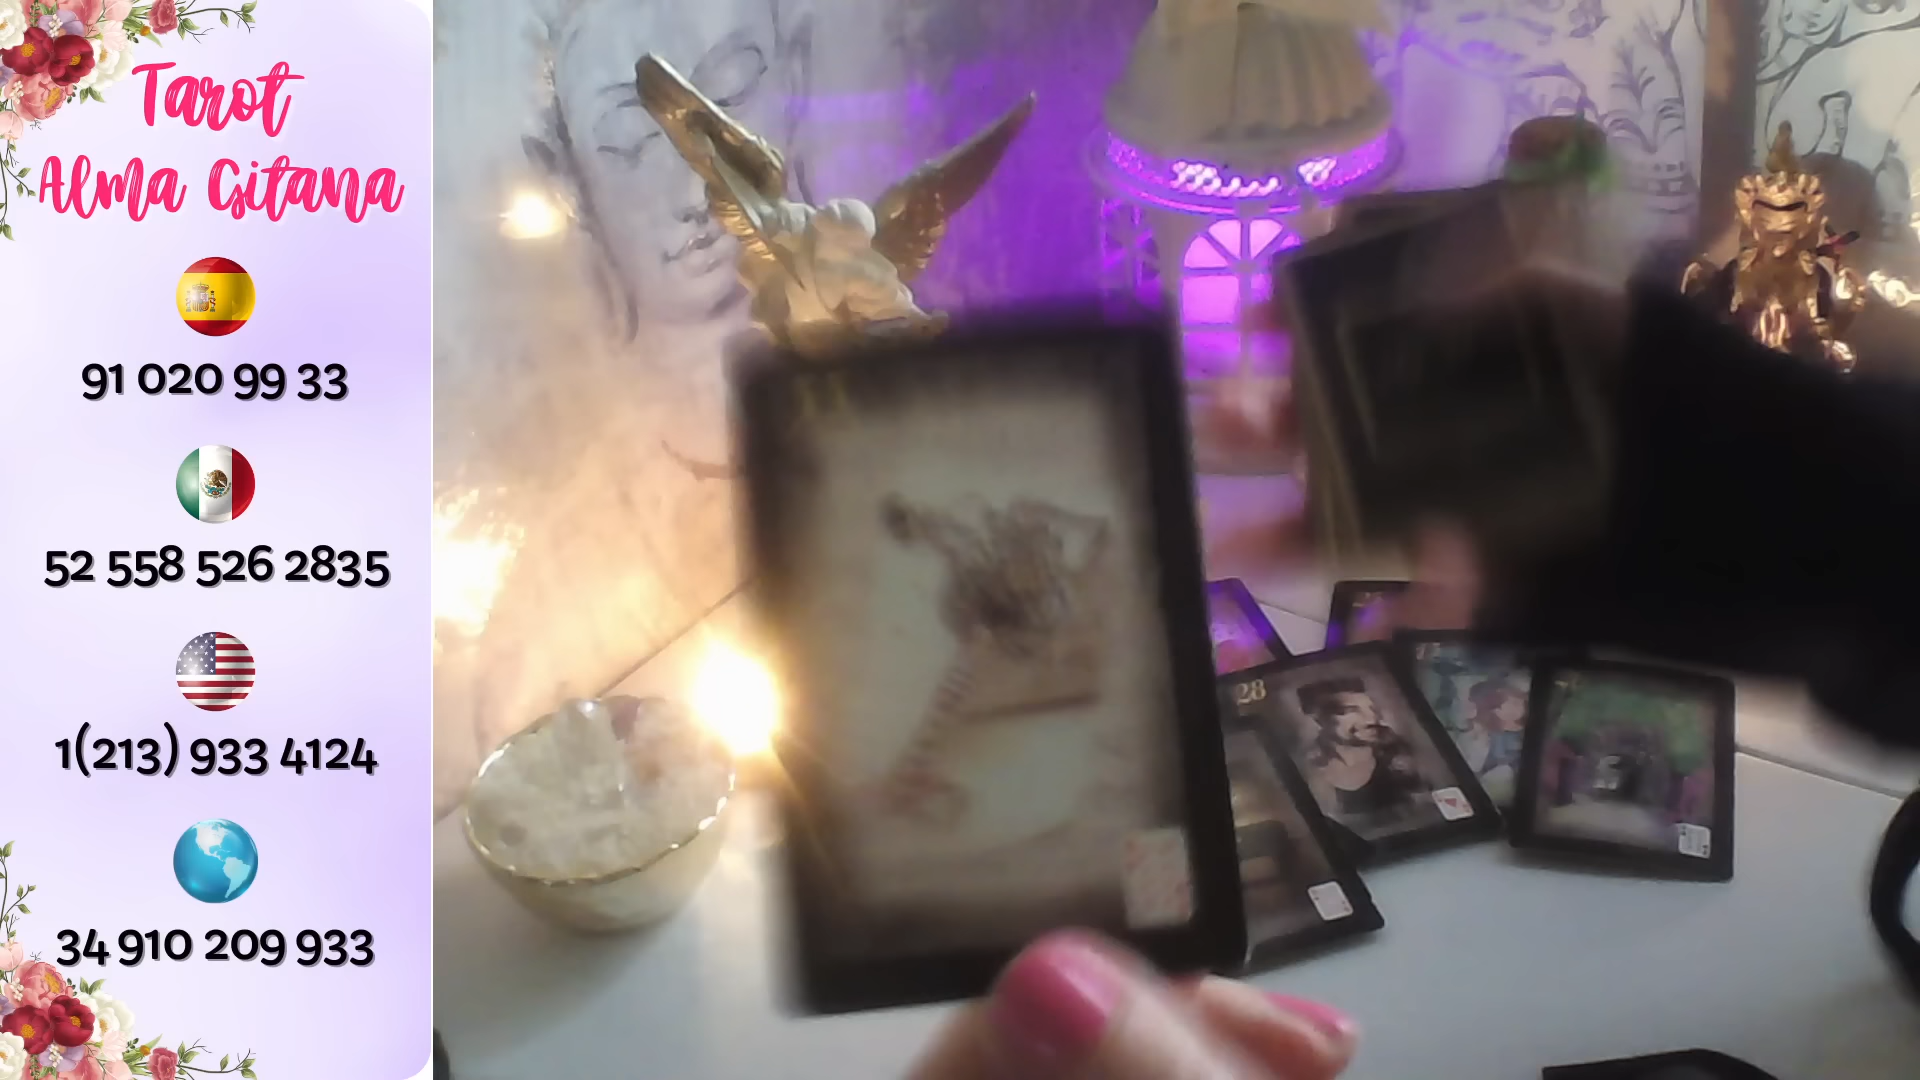 Tarot
Alma Gitana
91 020 99 33
52 558 526 2835
1(213) 933 4124
34 910 209 933
11
28